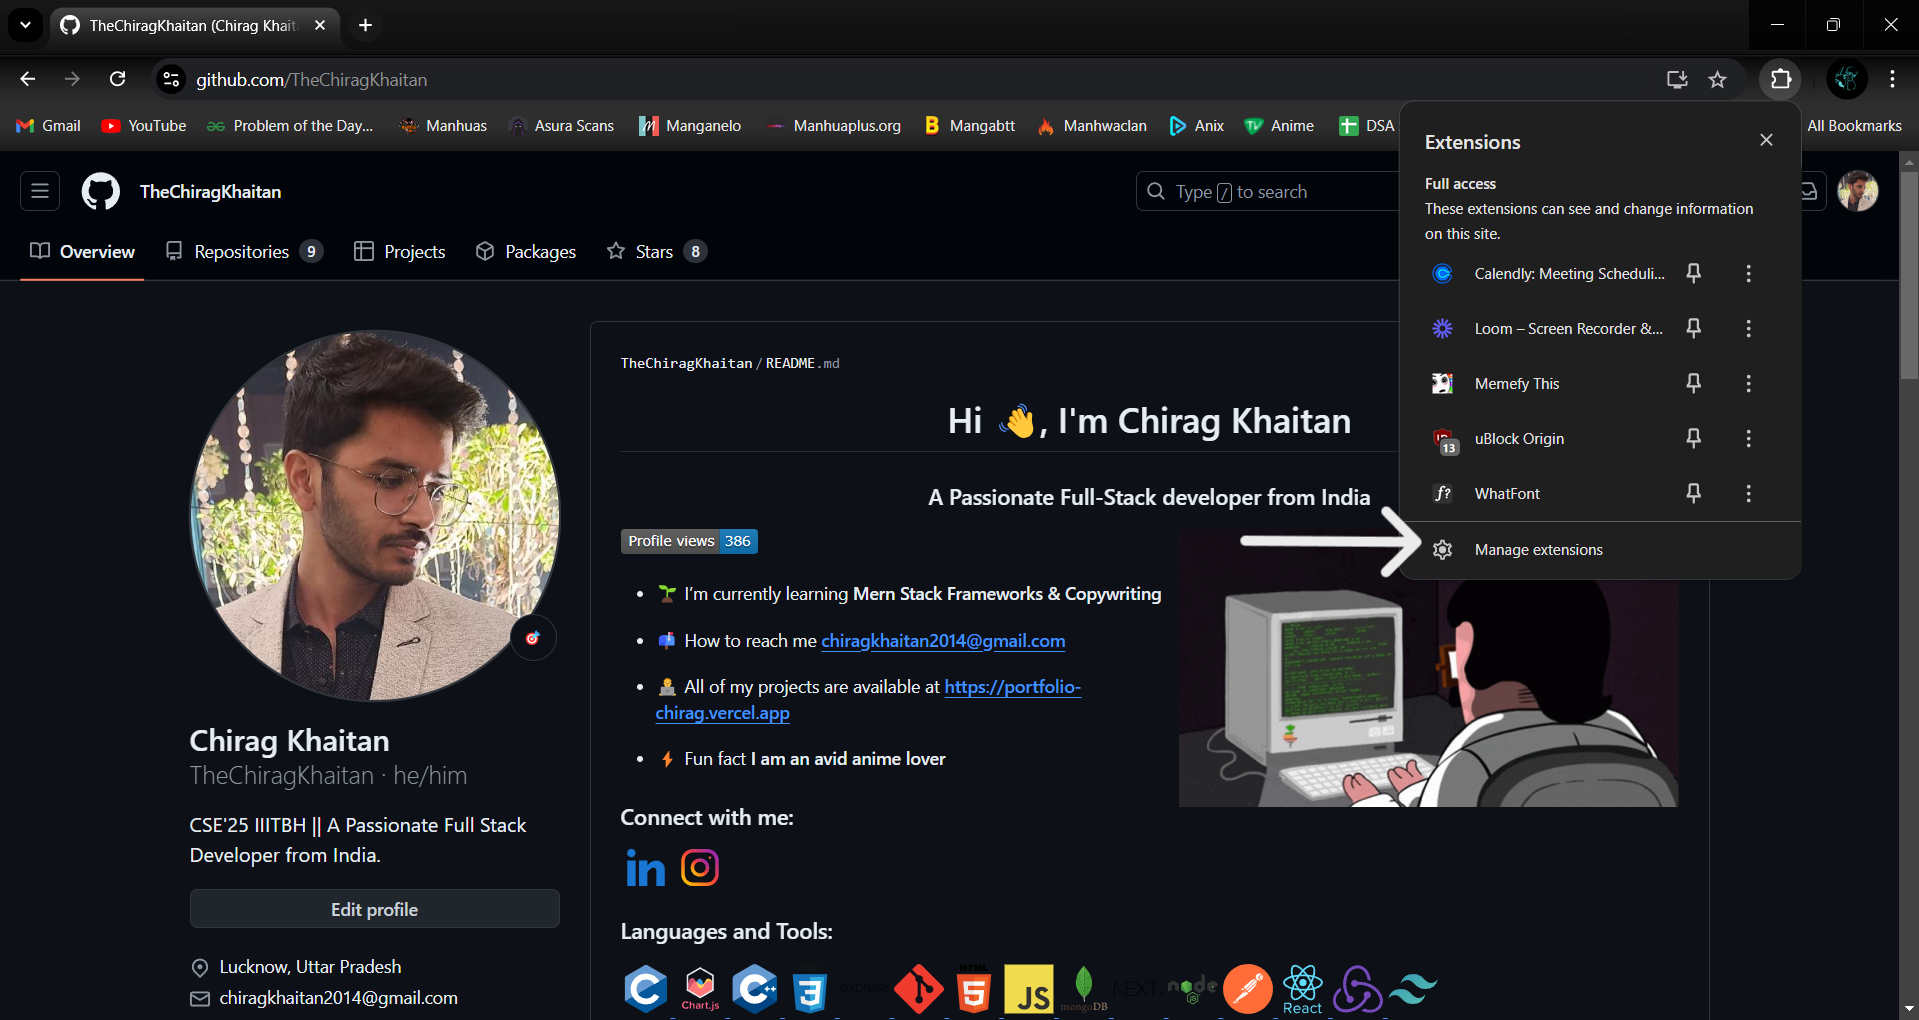 TheChiragKhaitan (Chirag Khait
github.com/TheChiragKhaitan
Gmail
YouTube
Problem of the Day...
Manhuas
Asura Scans
Manganelo
Manhuaplus.org
Mangabtt
Manhwaclan
Anix
Anime
DSA
All Bookmarks
TheChiragKhaitan
Type / to search
Overview
Repositories 9
Projects
Packages
Stars 8
Extensions
Full access
These extensions can see and change information
on this site.
Calendly: Meeting Scheduli...
Loom – Screen Recorder &...
Memefy This
13
uBlock Origin
f?
WhatFont
Manage extensions
TheChiragKhaitan / README.md
Hi 👋, I'm Chirag Khaitan
A Passionate Full-Stack developer from India
Profile views 386
• 🌱 I'm currently learning Mern Stack Frameworks & Copywriting
• 📫 How to reach me chiragkhaitan2014@gmail.com
• 👨‍💻 All of my projects are available at https://portfolio-
chirag.vercel.app
• ⚡ Fun fact I am an avid anime lover
Connect with me:
in
Languages and Tools:
C
Chart.js
C++
3
express
HTML
5
JS
mongoDB
NEXT
node
JS
React
Chirag Khaitan
TheChiragKhaitan · he/him
CSE'25 IIITBH || A Passionate Full Stack
Developer from India.
Edit profile
Lucknow, Uttar Pradesh
chiragkhaitan2014@gmail.com